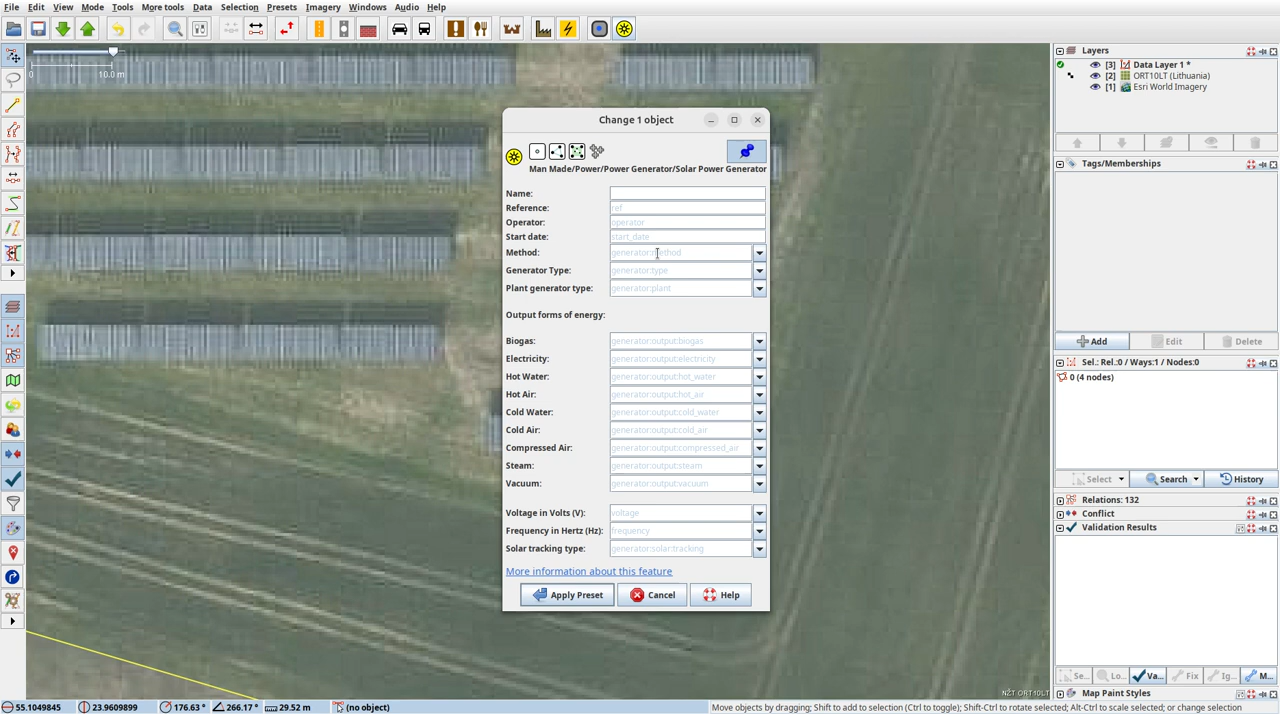 File Edit View Mode Tools More tools Data Selection Presets Imagery Windows Audio Help
0 10.0 m
Change 1 object
Man Made/Power/Power Generator/Solar Power Generator
Name:
Reference: ref
Operator: operator
Start date: start_date
Method: generator:method
Generator Type: generator:type
Plant generator type: generator:plant
Output forms of energy:
Biogas: generator:output:biogas
Electricity: generator:output:electricity
Hot Water: generator:output:hot_water
Hot Air: generator:output:hot_air
Cold Water: generator:output:cold_water
Cold Air: generator:output:cold_air
Compressed Air: generator:output:compressed_air
Steam: generator:output:steam
Vacuum: generator:output:vacuum
Voltage in Volts (V): voltage
Frequency in Hertz (Hz): frequency
Solar tracking type: generator:solar:tracking
More information about this feature
Apply Preset Cancel Help
NŽT ORT10LT
Layers
[3] Data Layer 1 *
[2] ORT10LT (Lithuania)
[1] Esri World Imagery
Tags/Memberships
Add Edit Delete
Sel.: Rel.:0 / Ways:1 / Nodes:0
0 (4 nodes)
Select Search History
Relations: 132
Conflict
Validation Results
Se... Lo... Va... Fix Ig... M...
Map Paint Styles
55.1049845 23.9609899 176.63 ° 266.17 ° 29.52 m (no object) Move objects by dragging; Shift to add to selection (Ctrl to toggle); Shift-Ctrl to rotate selected; Alt-Ctrl to scale selected; or change selection